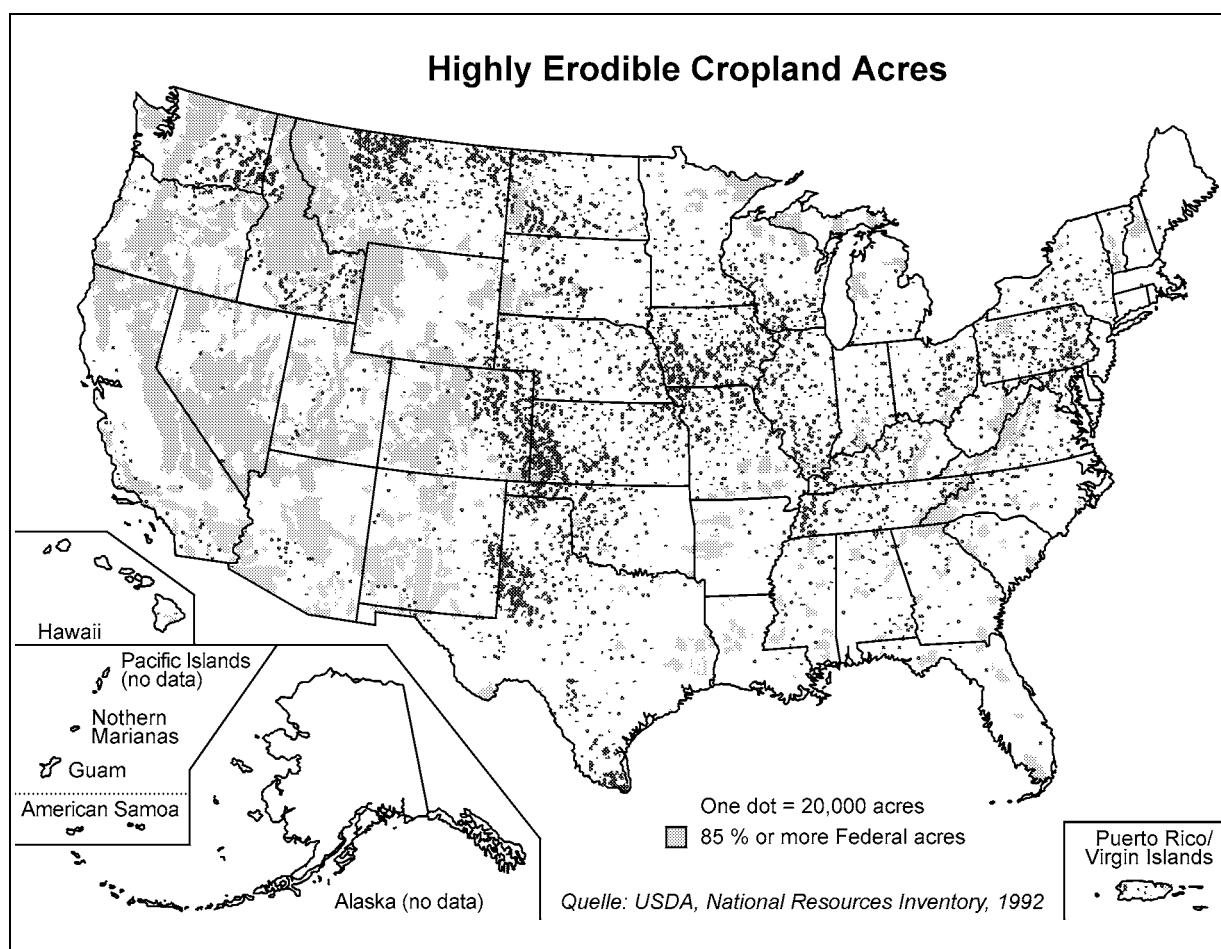 Highly Erodible Cropland Acres
Hawaii
Pacific Islands
(no data)
Nothern
Marianas
Guam
American Samoa
Alaska (no data)
One dot = 20,000 acres
85 % or more Federal acres
Quelle: USDA, National Resources Inventory, 1992
Puerto Rico/
Virgin Islands